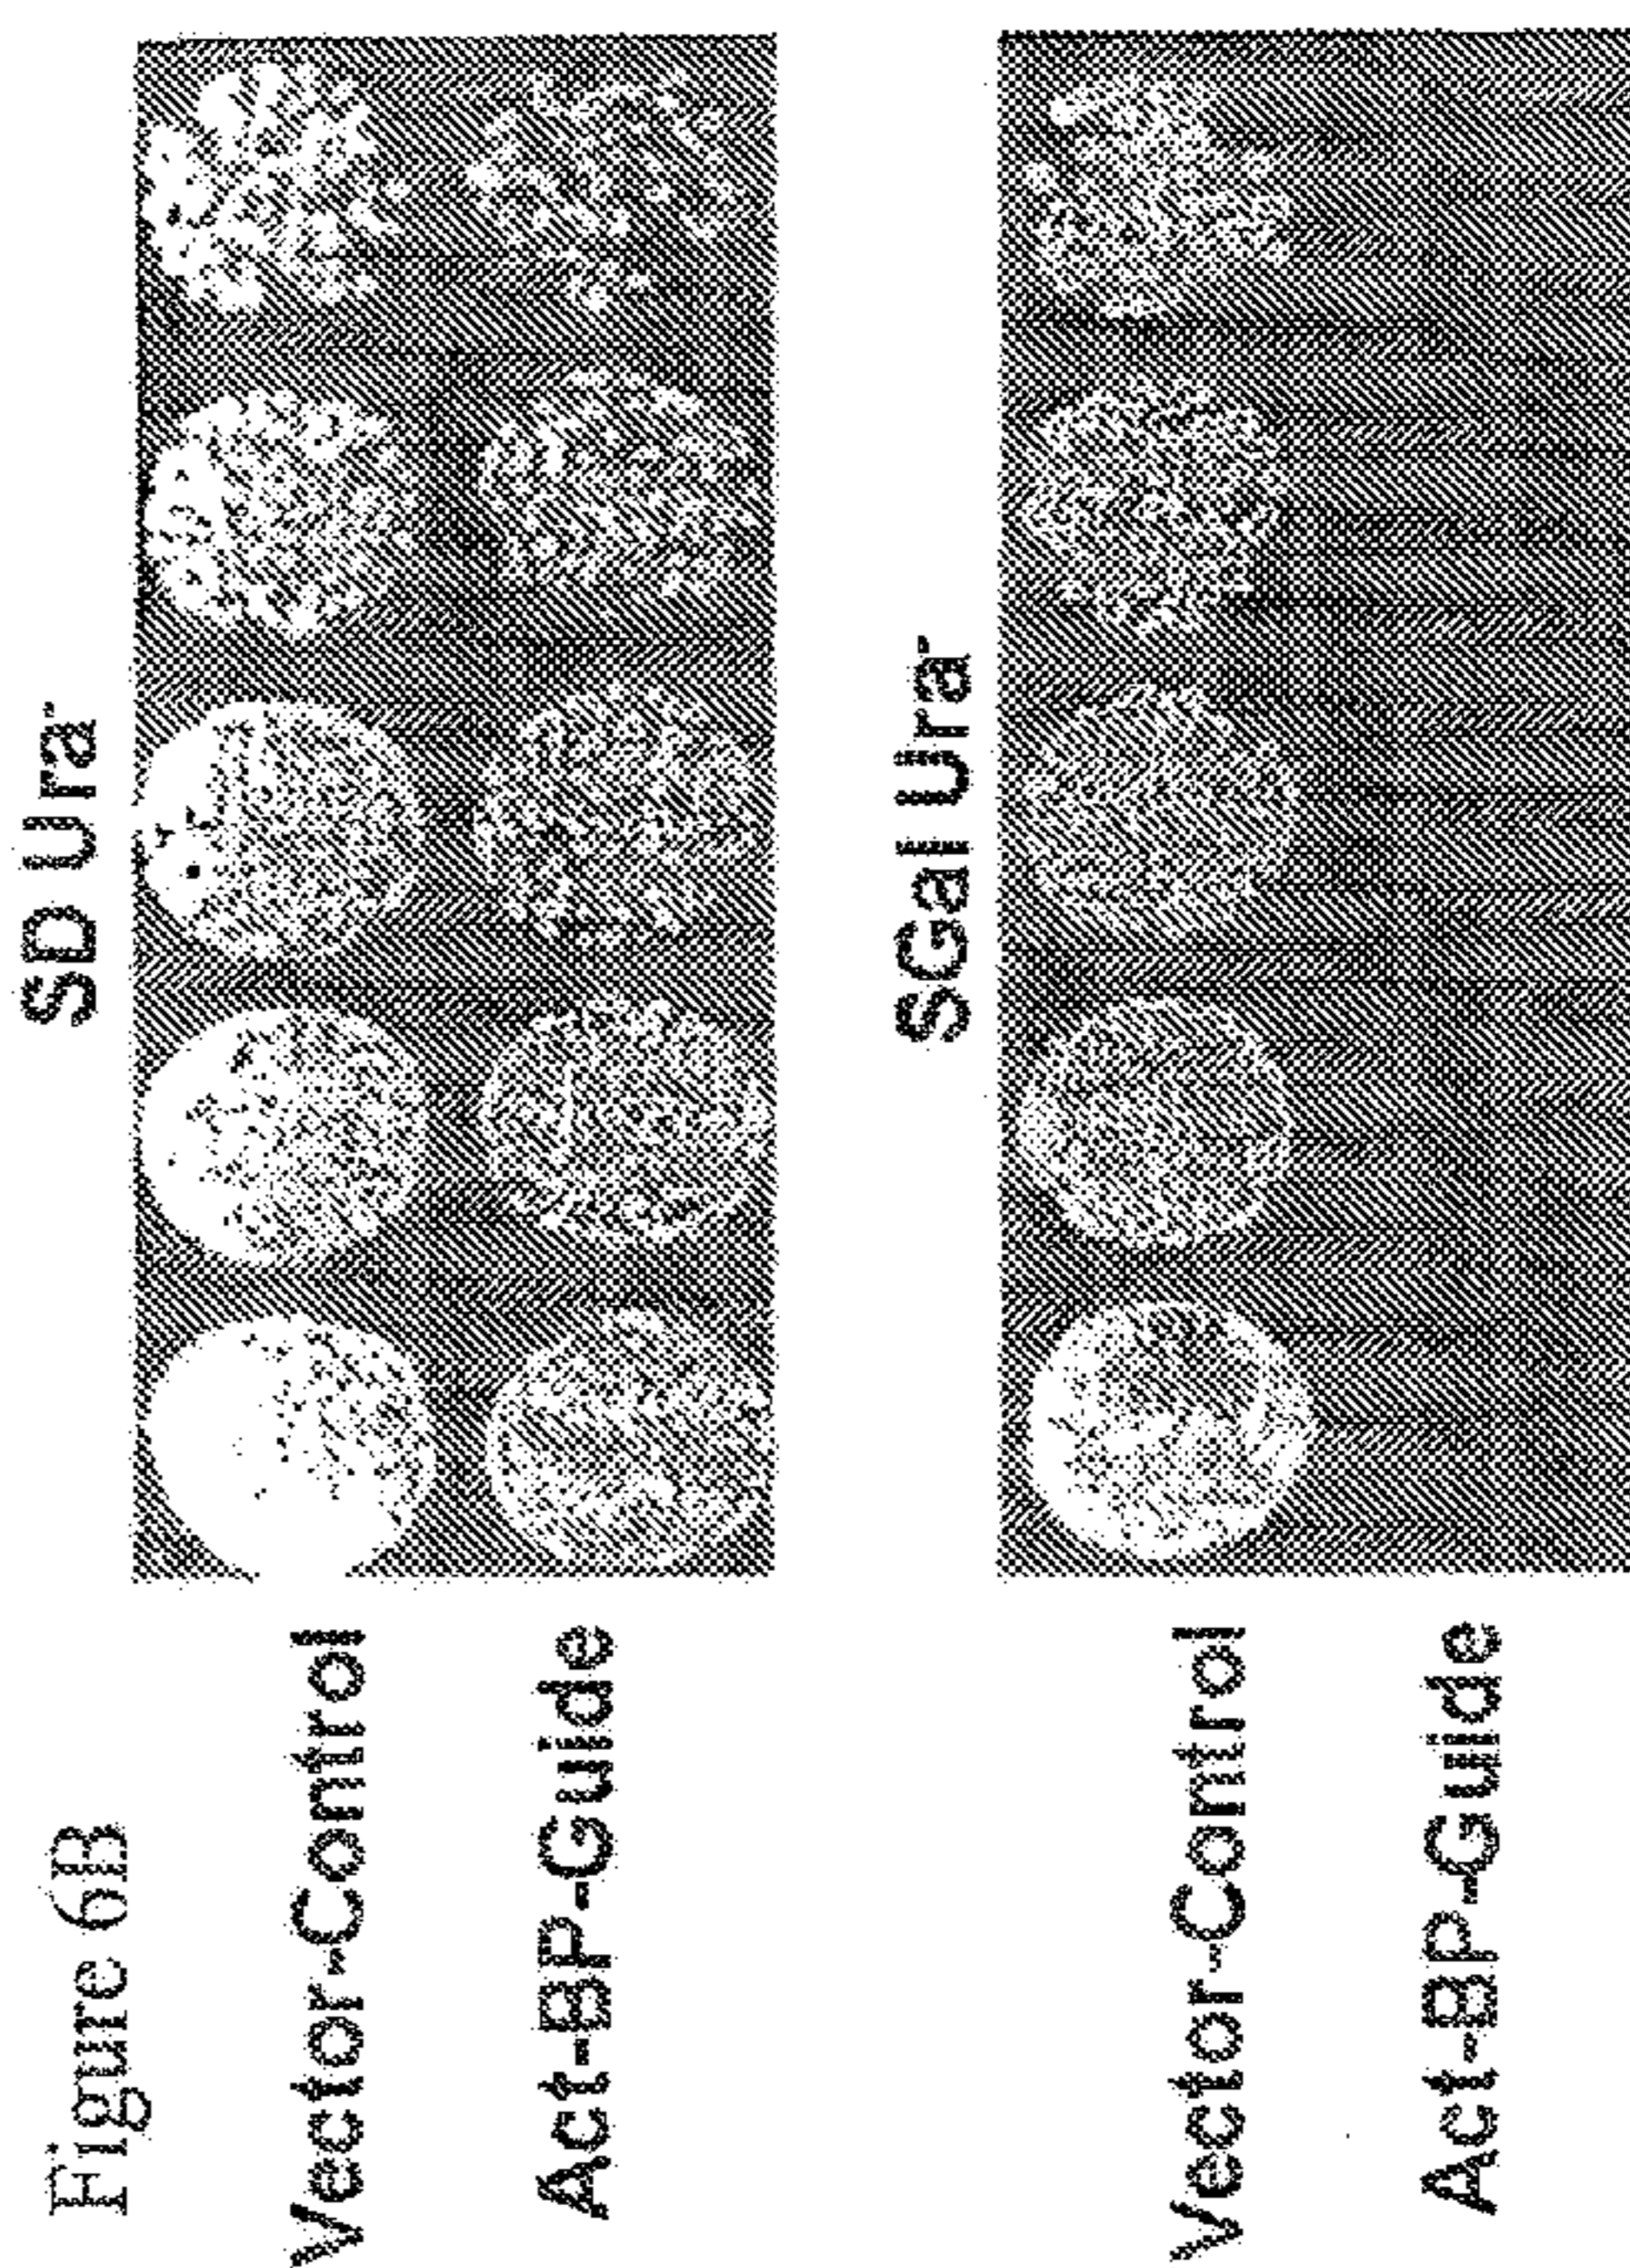 Figure 6B
SD Ura⁻
Vector-Control
Act-BP-Guide
SGal Ura⁻
Vector-Control
Act-BP-Guide